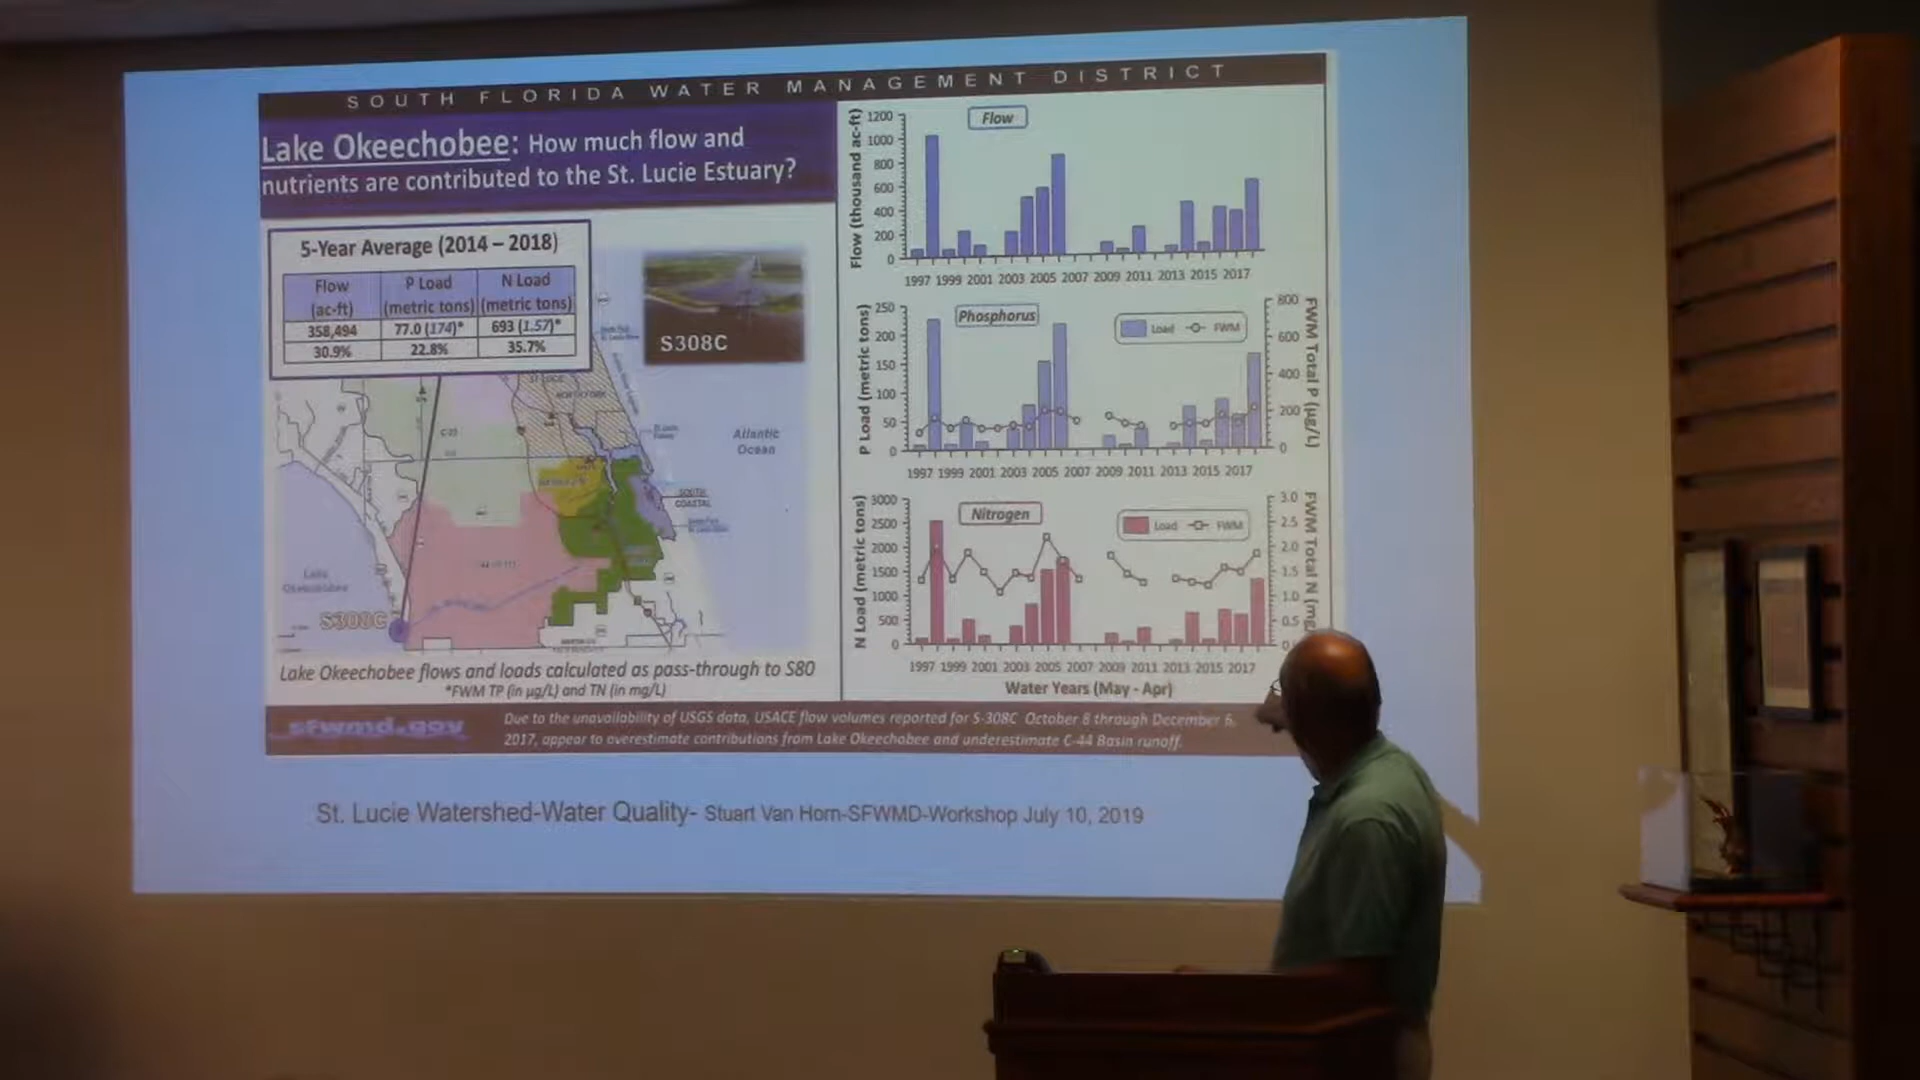 SOUTH FLORIDA WATER MANAGEMENT DISTRICT
Lake Okeechobee: How much flow and
nutrients are contributed to the St. Lucie Estuary?
5-Year Average (2014 – 2018)
Flow
(ac-ft)
P Load
(metric tons)
N Load
(metric tons)
358,494 77.0 (174)* 693 (1.57)*
30.9% 22.8% 35.7%
S308C
Atlantic
Ocean
C-23
SOUTH
COASTAL
Lake
Okeechobee
S308C
Lake Okeechobee flows and loads calculated as pass-through to S80
*FWM TP (in µg/L) and TN (in mg/L)
Flow
Flow (thousand ac-ft)
1200
1000
800
600
400
200
0
1997 1999 2001 2003 2005 2007 2009 2011 2013 2015 2017
Phosphorus
Load FWM
P Load (metric tons)
250
200
150
100
50
0
800
600
400
200
0
FWM Total P (µg/L)
1997 1999 2001 2003 2005 2007 2009 2011 2013 2015 2017
Nitrogen
Load FWM
N Load (metric tons)
3000
2500
2000
1500
1000
500
0
3.0
2.5
2.0
1.5
1.0
0.5
FWM Total N (mg
1997 1999 2001 2003 2005 2007 2009 2011 2013 2015 2017
Water Years (May - Apr)
sfwmd.gov
Due to the unavailability of USGS data, USACE flow volumes reported for S-308C October 8 through December 6,
2017, appear to overestimate contributions from Lake Okeechobee and underestimate C-44 Basin runoff.
St. Lucie Watershed-Water Quality- Stuart Van Horn-SFWMD-Workshop July 10, 2019